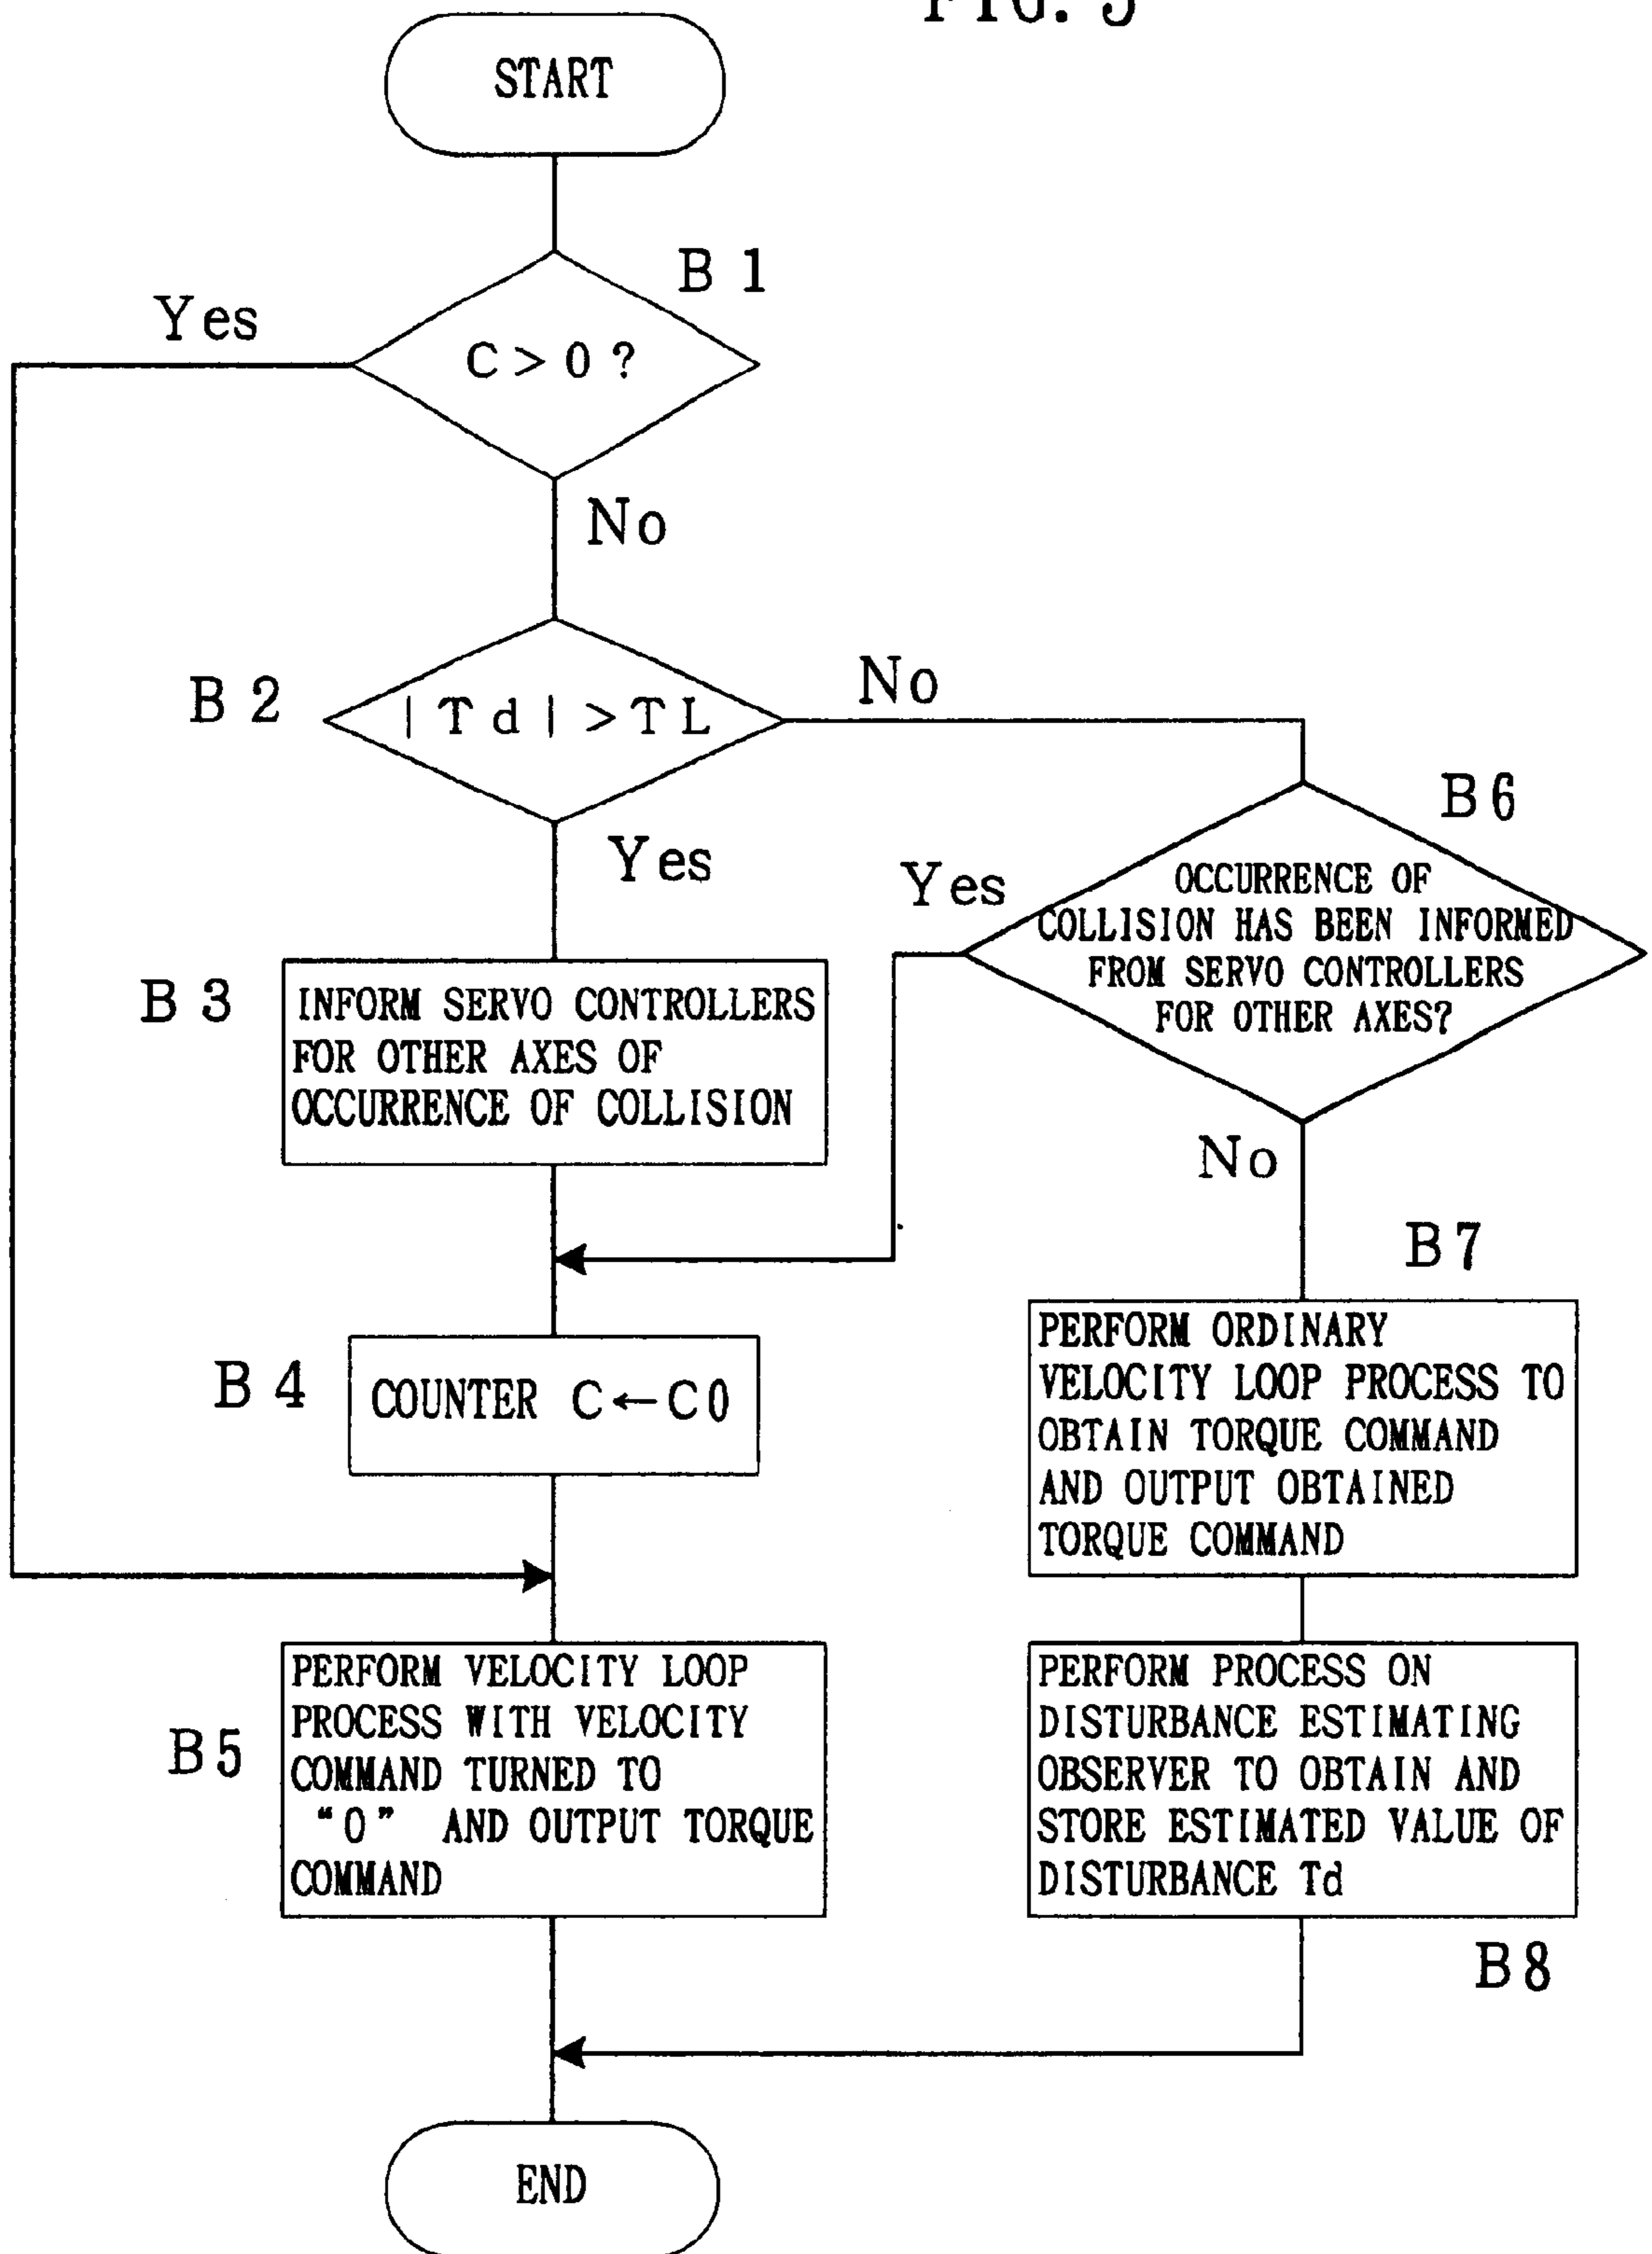 FIG. 5
START
B 1
Yes
C > 0 ?
No
B 2
| T d | > T L
No
Yes
B 6
Yes
OCCURRENCE OF
COLLISION HAS BEEN INFORMED
FROM SERVO CONTROLLERS
FOR OTHER AXES?
B 3
INFORM SERVO CONTROLLERS
FOR OTHER AXES OF
OCCURRENCE OF COLLISION
No
B 7
B 4
COUNTER C←C0
PERFORM ORDINARY
VELOCITY LOOP PROCESS TO
OBTAIN TORQUE COMMAND
AND OUTPUT OBTAINED
TORQUE COMMAND
B 5
PERFORM VELOCITY LOOP
PROCESS WITH VELOCITY
COMMAND TURNED TO
“0” AND OUTPUT TORQUE
COMMAND
PERFORM PROCESS ON
DISTURBANCE ESTIMATING
OBSERVER TO OBTAIN AND
STORE ESTIMATED VALUE OF
DISTURBANCE Td
B 8
END